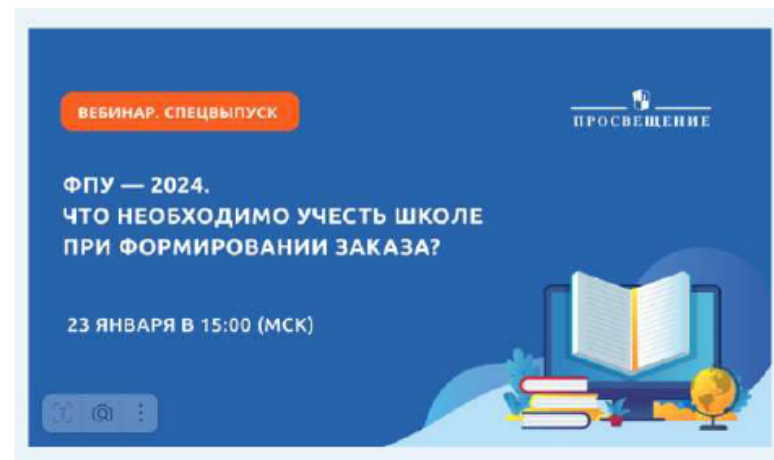 ВЕБИНАР. СПЕЦВЫПУСК
ПРОСВЕЩЕНИЕ
ФПУ — 2024.
ЧТО НЕОБХОДИМО УЧЕСТЬ ШКОЛЕ
ПРИ ФОРМИРОВАНИИ ЗАКАЗА?
23 ЯНВАРЯ В 15:00 (МСК)